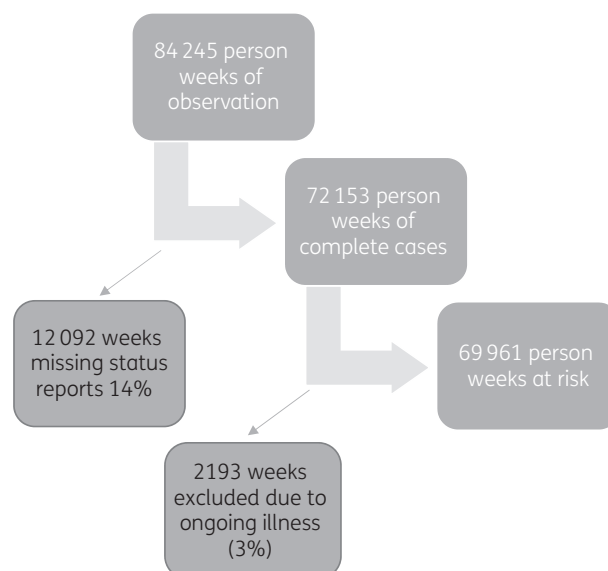 84 245 person
weeks of
observation
72 153 person
weeks of
complete cases
12 092 weeks
missing status
reports 14%
69 961 person
weeks at risk
2193 weeks
excluded due to
ongoing illness
(3%)